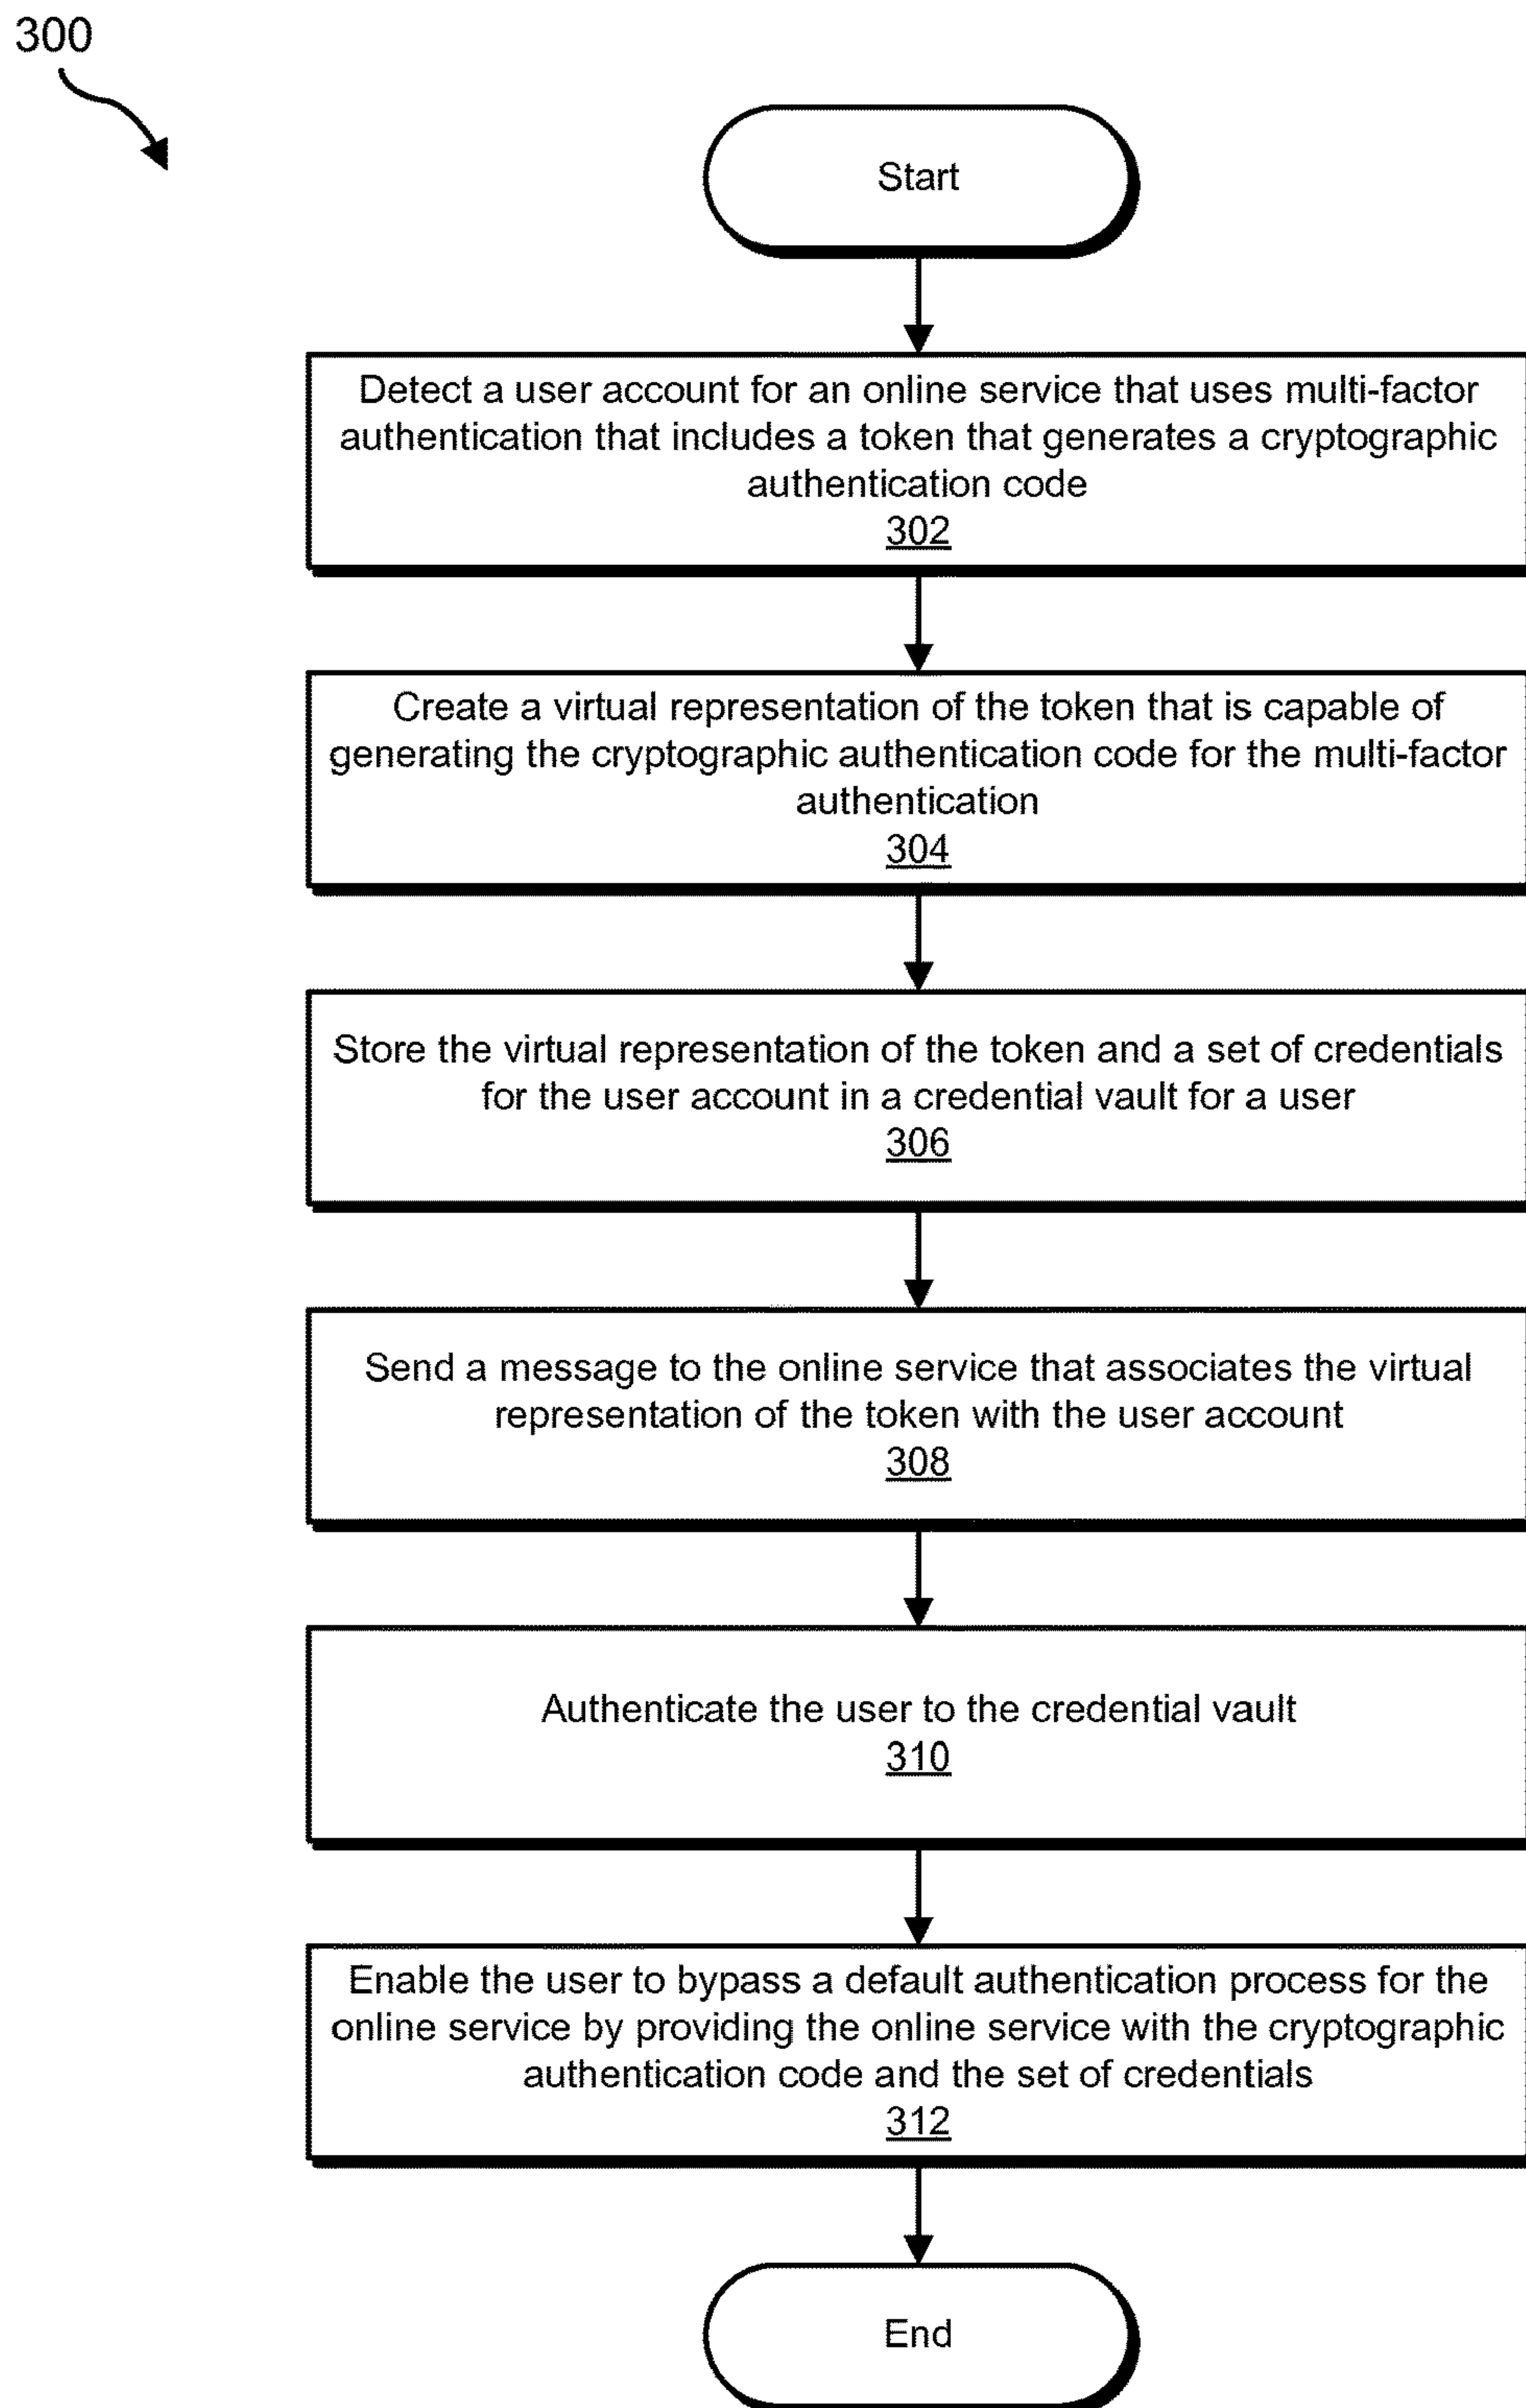 300
Start
Detect a user account for an online service that uses multi-factor
authentication that includes a token that generates a cryptographic
authentication code
302
Create a virtual representation of the token that is capable of
generating the cryptographic authentication code for the multi-factor
authentication
304
Store the virtual representation of the token and a set of credentials
for the user account in a credential vault for a user
306
Send a message to the online service that associates the virtual
representation of the token with the user account
308
Authenticate the user to the credential vault
310
Enable the user to bypass a default authentication process for the
online service by providing the online service with the cryptographic
authentication code and the set of credentials
312
End